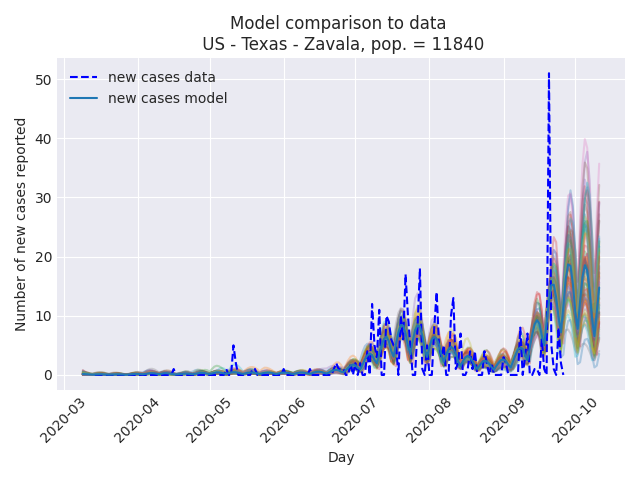 Model comparison to data
US - Texas - Zavala, pop. = 11840
new cases data
new cases model
Number of new cases reported
50
40
30
20
10
0
2020-03
2020-04
2020-05
2020-06
2020-07
2020-08
2020-09
2020-10
Day